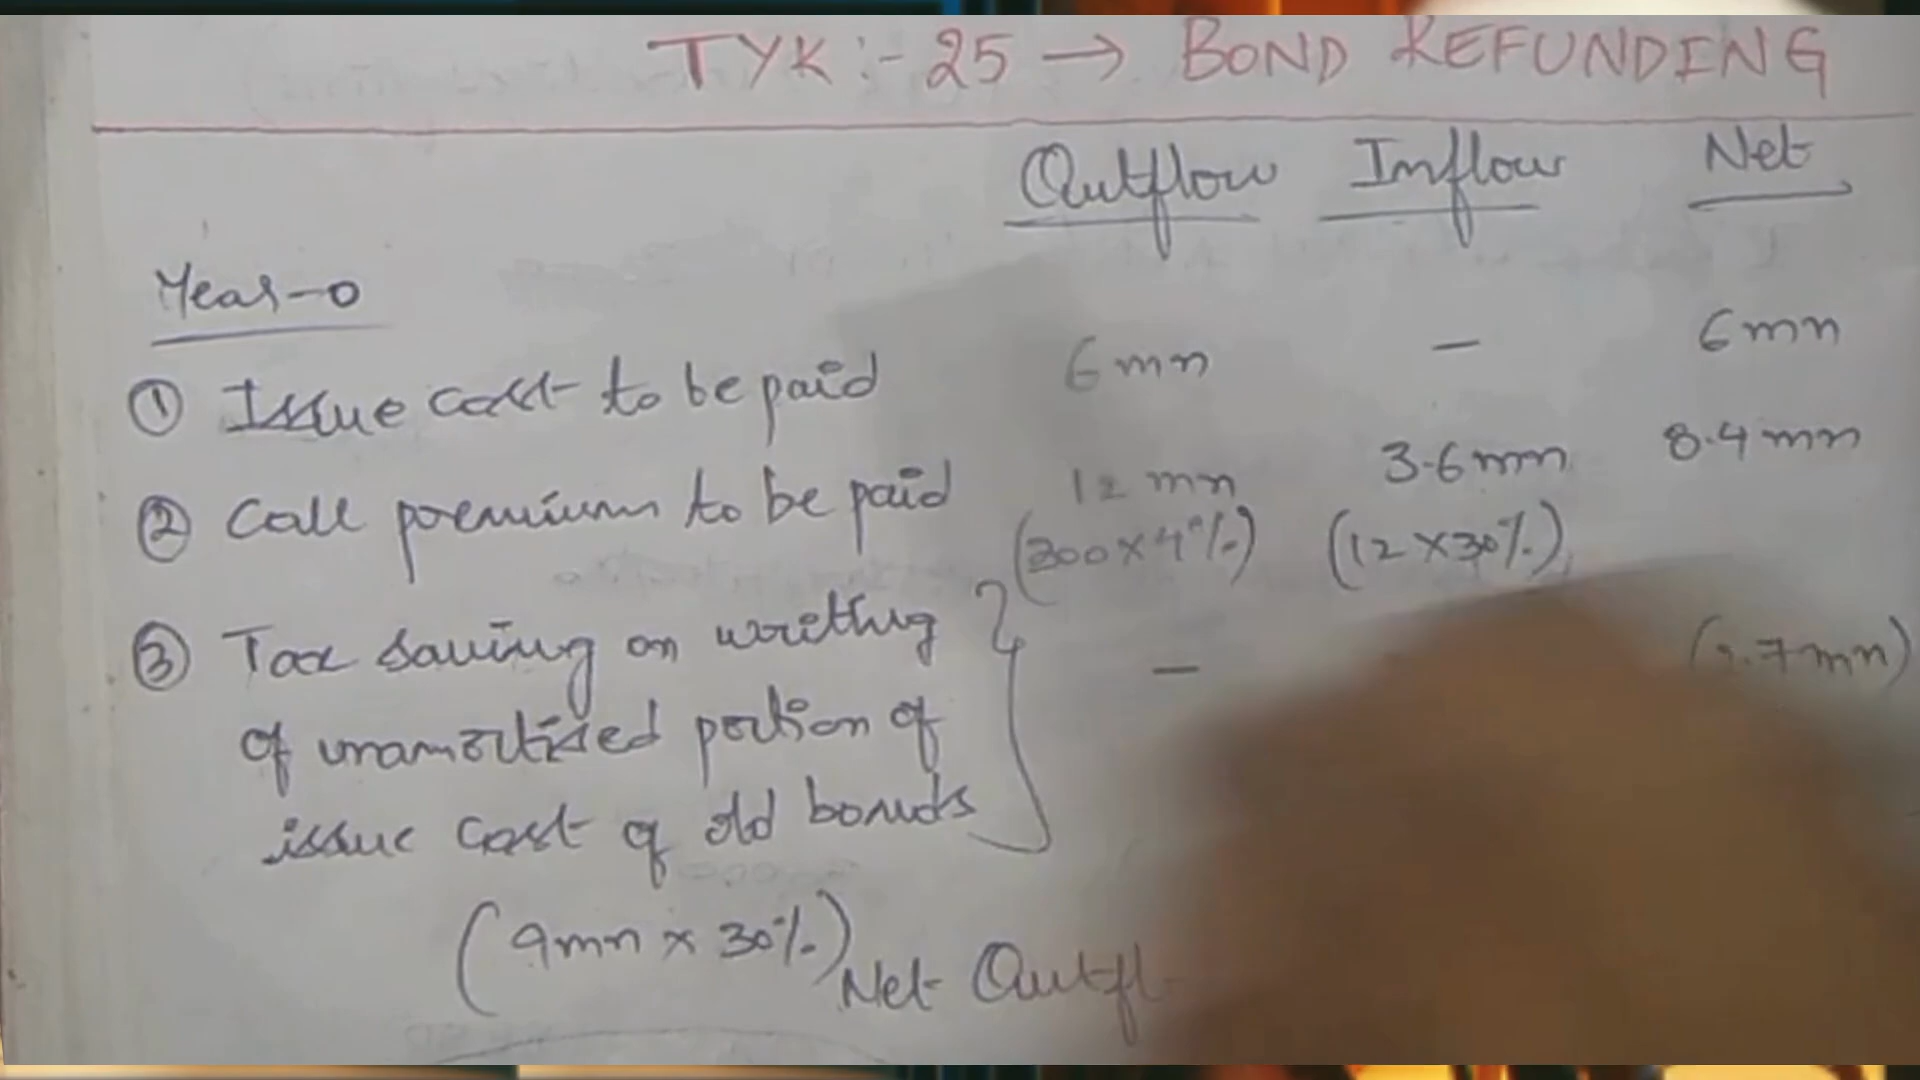 TYK :- 25 → BOND REFUNDING
Outflow Inflow Net
Year-0
① Issue cost to be paid 6 mn — 6 mn
② Call premium to be paid 12 mn 3.6 mn 8.4 mn
(300 x 4%) (12 x 30%)
③ Tax saving on writing — .7 mn)
of unamortised portion of
issue cost of old bonds
(9 mn x 30%)
Net Outfl